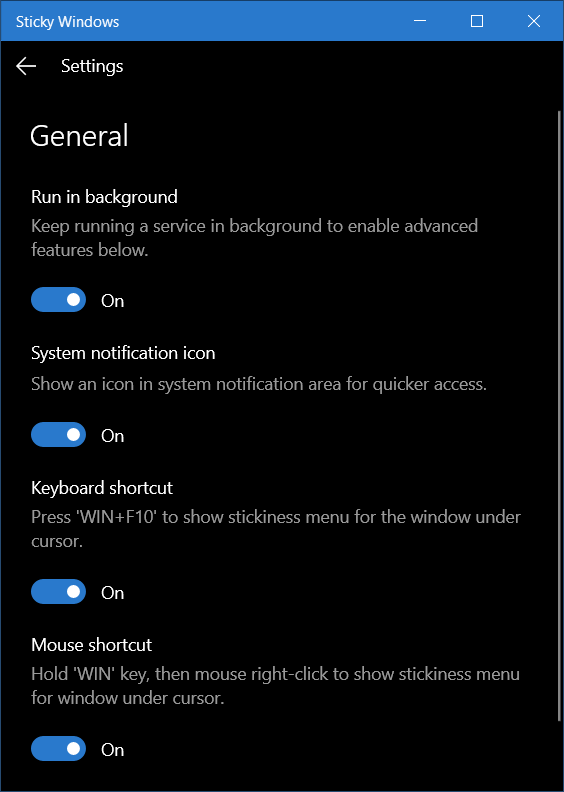 Sticky Windows
Settings
General
Run in background
Keep running a service in background to enable advanced
features below.
On
System notification icon
Show an icon in system notification area for quicker access.
On
Keyboard shortcut
Press 'WIN+F10' to show stickiness menu for the window under
cursor.
On
Mouse shortcut
Hold 'WIN' key, then mouse right-click to show stickiness menu
for window under cursor.
On